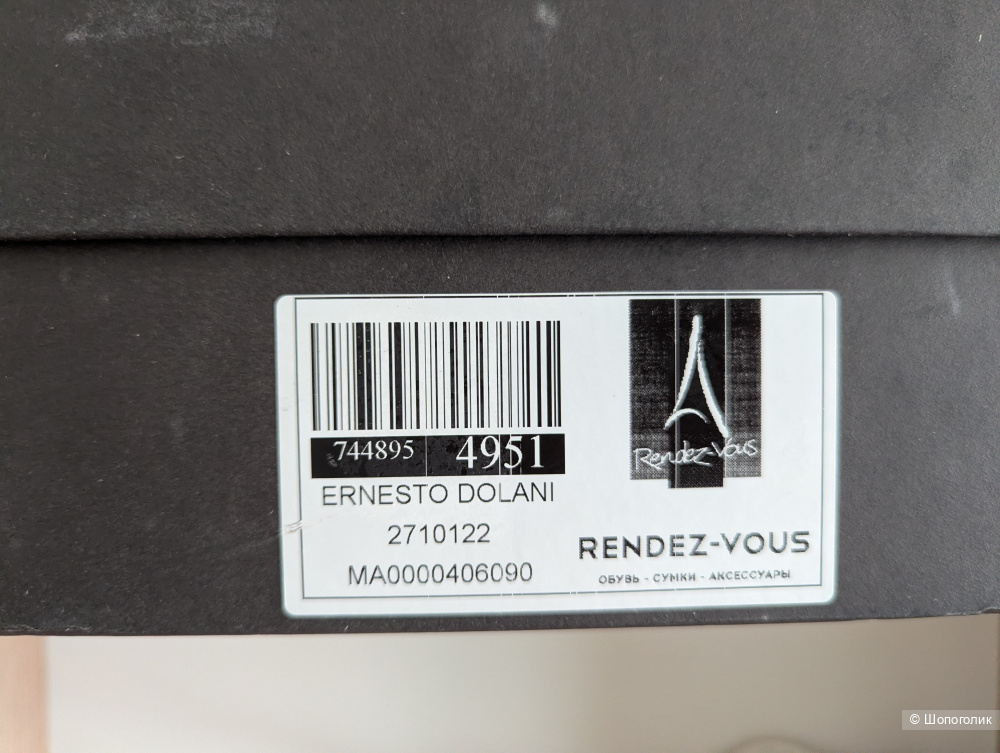 744895 4951
ERNESTO DOLANI
2710122
MA0000406090
Rendez-Vous
RENDEZ-VOUS
ОБУВЬ - СУМКИ - АКСЕССУАРЫ
© Шопоголик